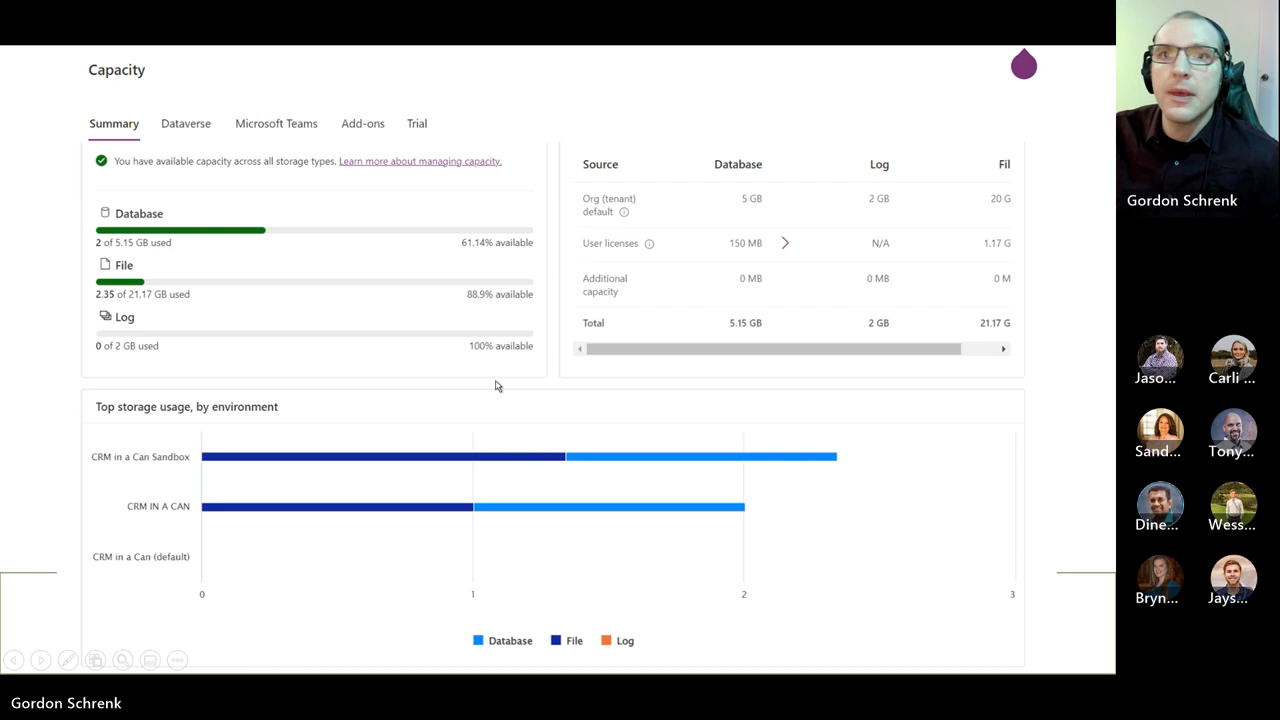 Capacity
Summary Dataverse Microsoft Teams Add-ons Trial
You have available capacity across all storage types. Learn more about managing capacity.
Database
2 of 5.15 GB used 61.14% available
File
2.35 of 21.17 GB used 88.9% available
Log
0 of 2 GB used 100% available
Source Database Log Fil
Org (tenant) 5 GB 2 GB 20 G
default
User licenses 150 MB N/A 1.17 G
Additional 0 MB 0 MB 0 M
capacity
Total 5.15 GB 2 GB 21.17 G
Top storage usage, by environment
CRM in a Can Sandbox
CRM IN A CAN
CRM in a Can (default)
0 1 2 3
Database File Log
Gordon Schrenk
Jaso... Carli ...
Sand... Tony...
Dine... Wess...
Bryn... Jays...
Gordon Schrenk